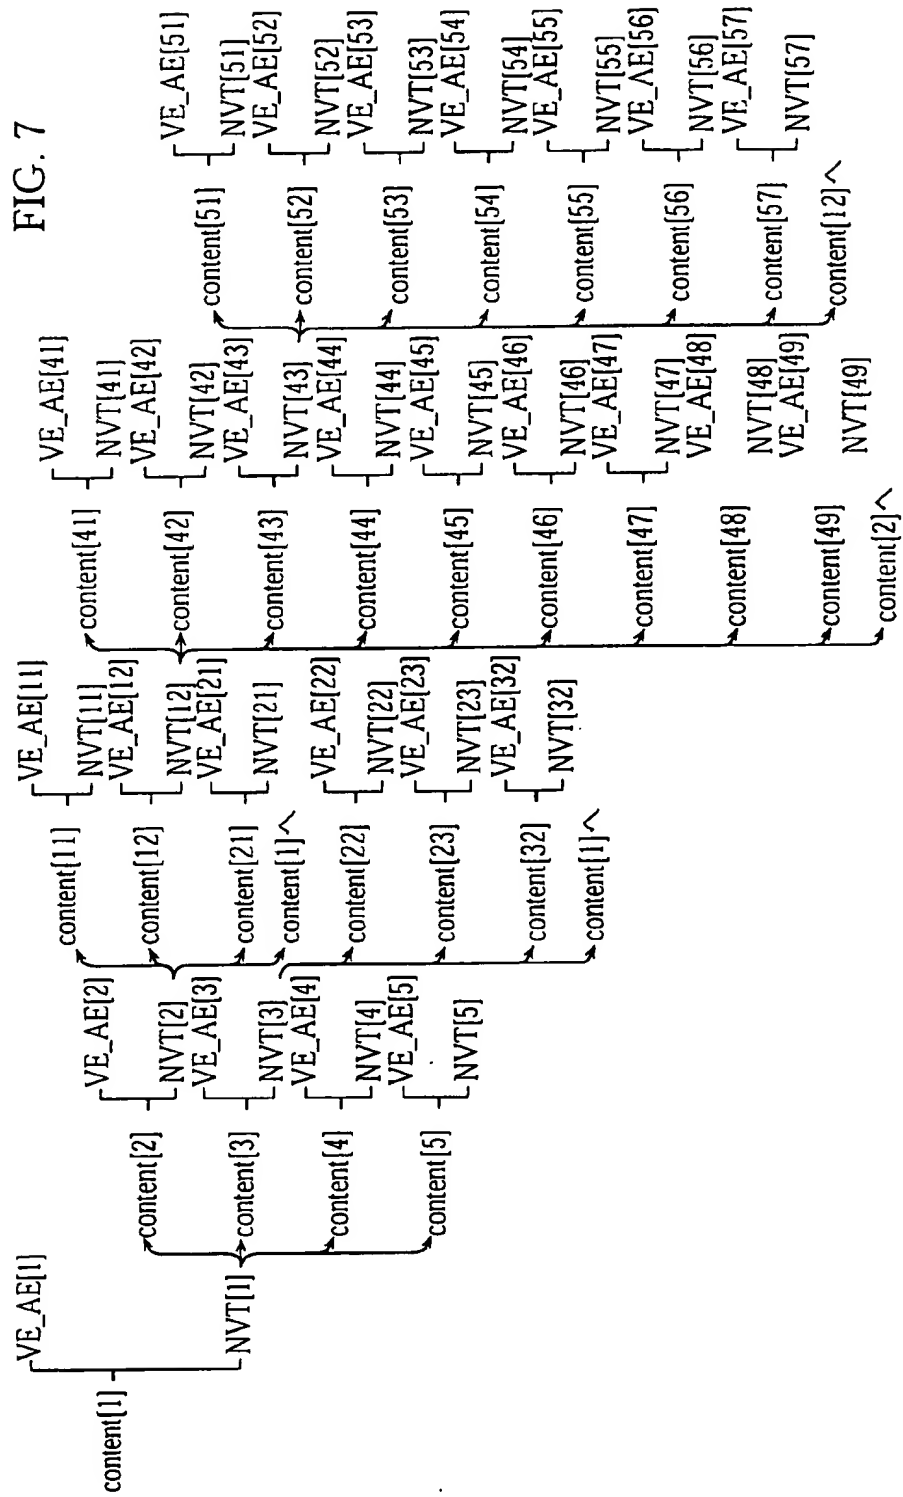 FIG. 7
content[1]
VE_AE[1]
NVT[1]
content[2]
content[3]
content[4]
content[5]
VE_AE[2]
NVT[2]
VE_AE[3]
NVT[3]
VE_AE[4]
NVT[4]
VE_AE[5]
NVT[5]
content[11]
content[12]
content[21]
content[1]へ
content[22]
content[23]
content[32]
content[1]へ
VE_AE[11]
NVT[11]
VE_AE[12]
NVT[12]
VE_AE[21]
NVT[21]
VE_AE[22]
NVT[22]
VE_AE[23]
NVT[23]
VE_AE[32]
NVT[32]
content[41]
content[42]
content[43]
content[44]
content[45]
content[46]
content[47]
content[48]
content[49]
content[2]へ
VE_AE[41]
NVT[41]
VE_AE[42]
NVT[42]
VE_AE[43]
NVT[43]
VE_AE[44]
NVT[44]
VE_AE[45]
NVT[45]
VE_AE[46]
NVT[46]
VE_AE[47]
NVT[47]
VE_AE[48]
NVT[48]
VE_AE[49]
NVT[49]
content[51]
content[52]
content[53]
content[54]
content[55]
content[56]
content[57]
content[12]へ
VE_AE[51]
NVT[51]
VE_AE[52]
NVT[52]
VE_AE[53]
NVT[53]
VE_AE[54]
NVT[54]
VE_AE[55]
NVT[55]
VE_AE[56]
NVT[56]
VE_AE[57]
NVT[57]